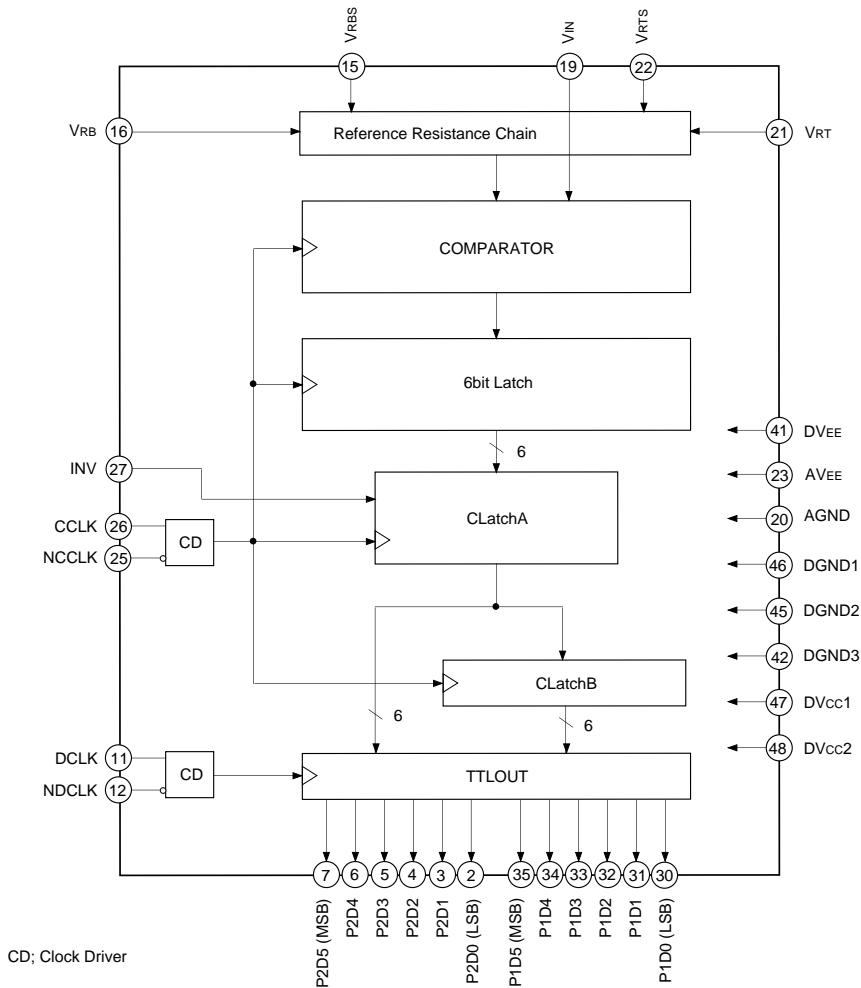 VRBS
VIN
VRTS
15
19
22
VRB
16
Reference Resistance Chain
21
VRT
COMPARATOR
6bit Latch
41
DVEE
6
INV
27
23
AVEE
CCLK
26
CD
CLatchA
20
AGND
NCCLK
25
46
DGND1
45
DGND2
42
DGND3
CLatchB
47
DVCC1
6
6
DCLK
11
48
DVCC2
CD
TTLOUT
NDCLK
12
7
6
5
4
3
2
35
34
33
32
31
30
P2D5 (MSB)
P2D4
P2D3
P2D2
P2D1
P2D0 (LSB)
P1D5 (MSB)
P1D4
P1D3
P1D2
P1D1
P1D0 (LSB)
CD; Clock Driver